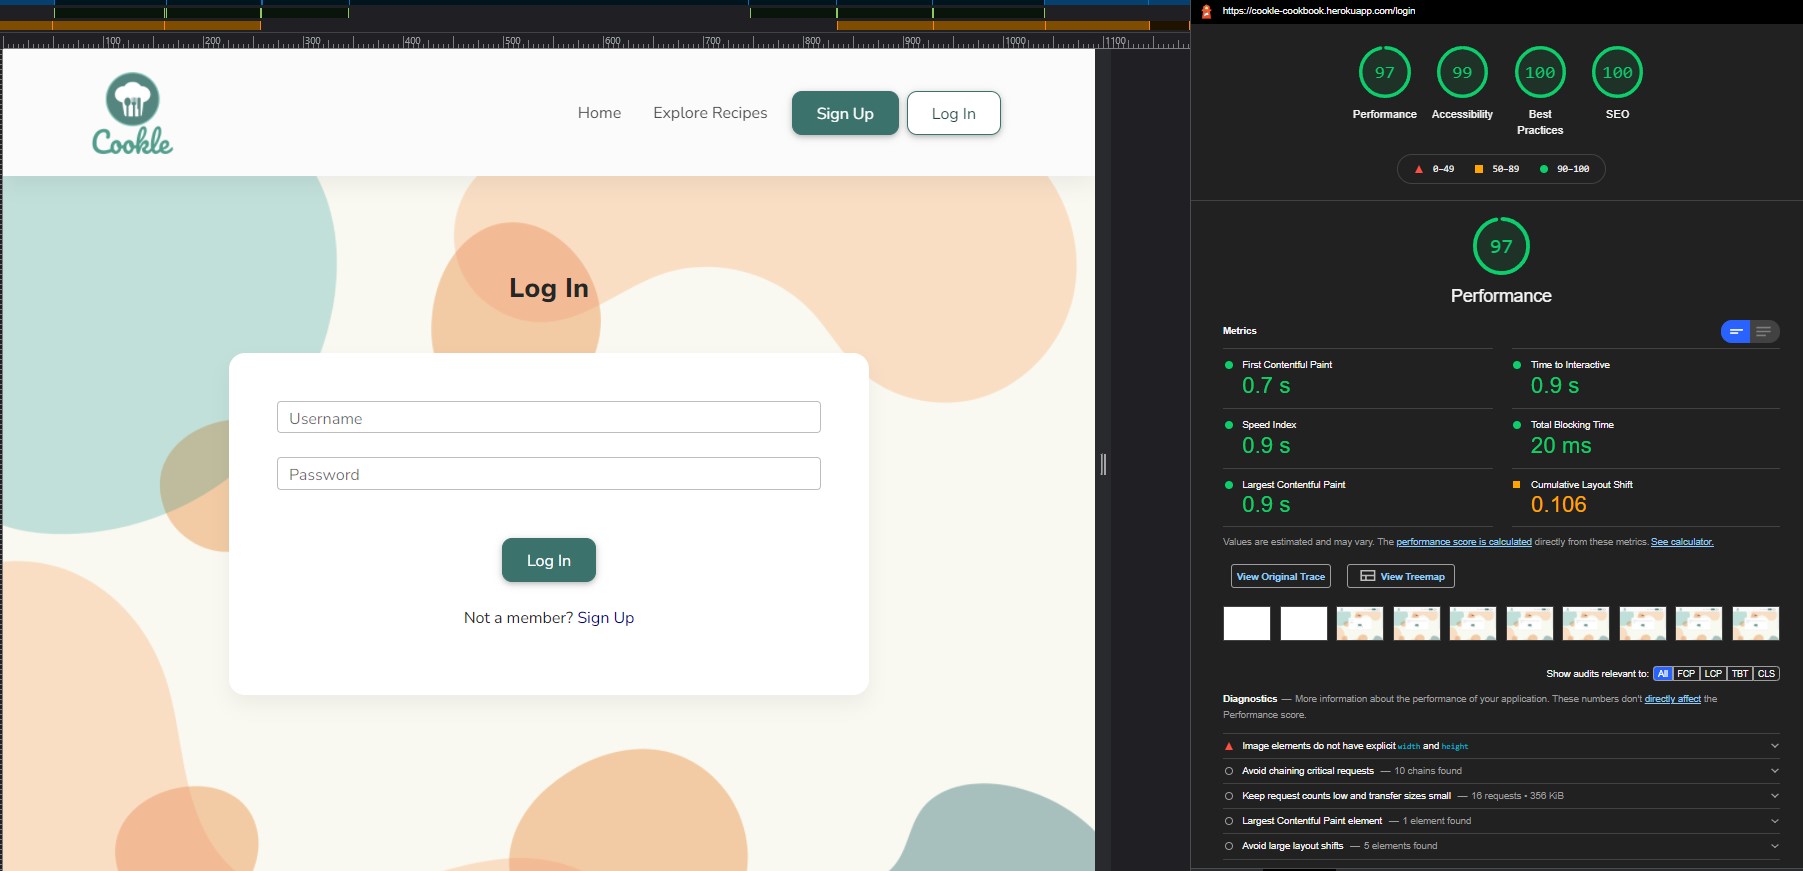 100 200 300 400 500 600 700 800 900 1000 1100
Cookle
Home Explore Recipes Sign Up Log In
Log In
Username
Password
Log In
Not a member? Sign Up
https://cookle-cookbook.herokuapp.com/login
97 99 100 100
Performance Accessibility Best Practices SEO
0–49 50–89 90–100
97
Performance
Metrics
First Contentful Paint
0.7 s
Time to Interactive
0.9 s
Speed Index
0.9 s
Total Blocking Time
20 ms
Largest Contentful Paint
0.9 s
Cumulative Layout Shift
0.106
Values are estimated and may vary. The performance score is calculated directly from these metrics. See calculator.
View Original Trace View Treemap
Show audits relevant to: All FCP LCP TBT CLS
Diagnostics — More information about the performance of your application. These numbers don't directly affect the
Performance score.
Image elements do not have explicit width and height
Avoid chaining critical requests — 10 chains found
Keep request counts low and transfer sizes small — 16 requests • 356 KiB
Largest Contentful Paint element — 1 element found
Avoid large layout shifts — 5 elements found